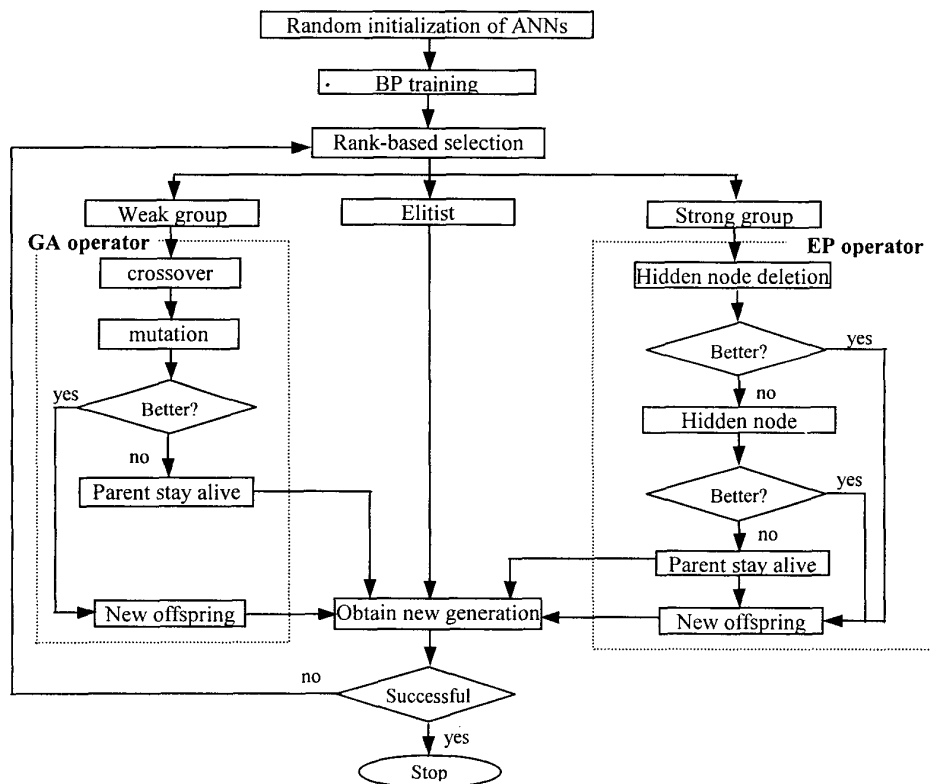 Random initialization of ANNs
BP training
Rank-based selection
Weak group
Elitist
Strong group
GA operator
EP operator
crossover
Hidden node deletion
mutation
Better?
yes
yes
Better?
no
Hidden node
no
Better?
yes
Parent stay alive
no
Parent stay alive
New offspring
Obtain new generation
New offspring
no
Successful
yes
Stop